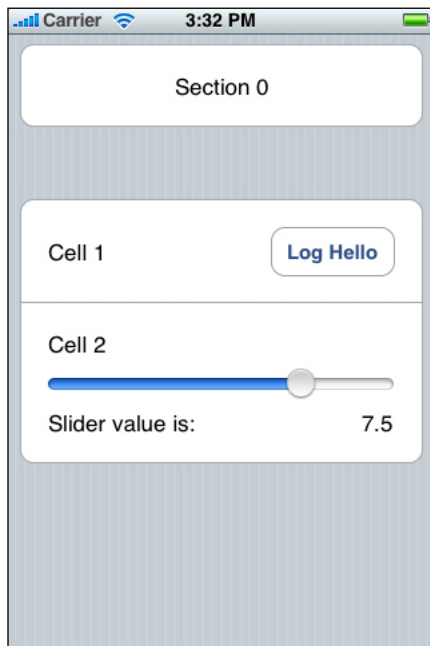 Carrier 3:32 PM
Section 0
Cell 1 Log Hello
Cell 2
Slider value is: 7.5